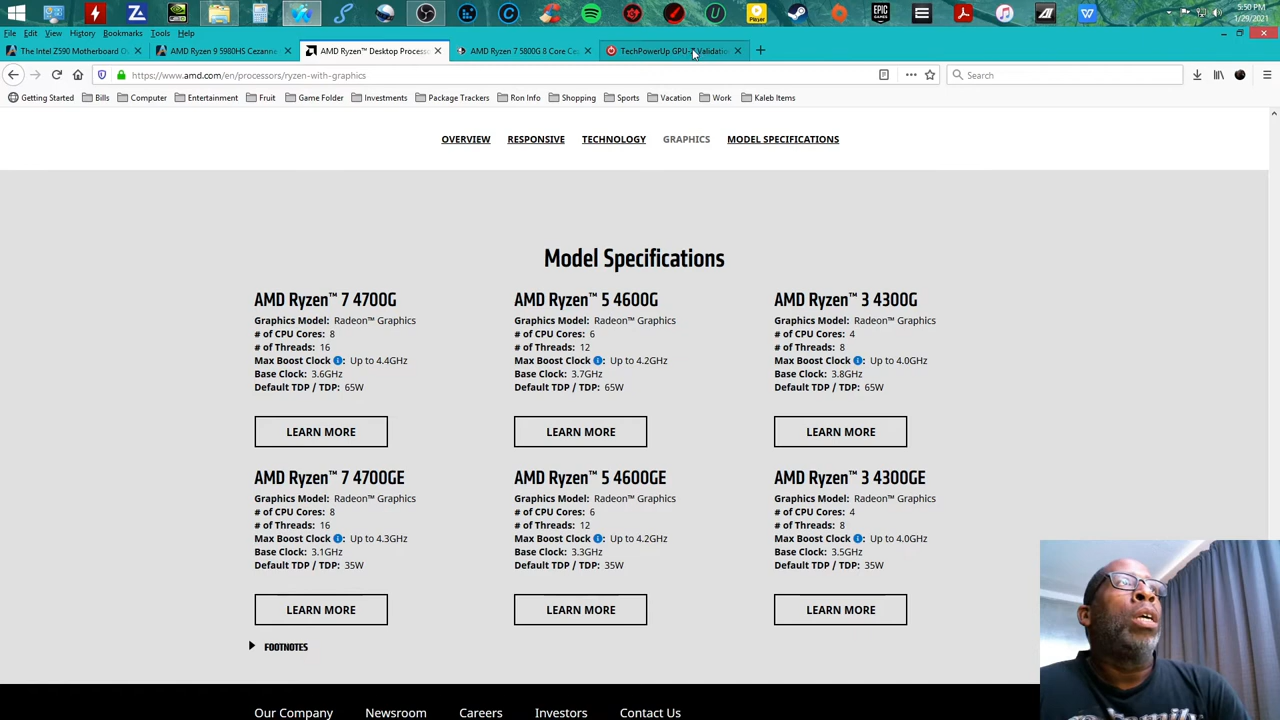 5:50 PM
1/29/2021
File Edit View History Bookmarks Tools Help
The Intel Z590 Motherboard O
AMD Ryzen 9 5980HS Cezanne
AMD Ryzen™ Desktop Process
AMD Ryzen 7 5800G 8 Core Ce
TechPowerUp GPU-Z Validation
https://www.amd.com/en/processors/ryzen-with-graphics
Search
Getting Started Bills Computer Entertainment Fruit Game Folder Investments Package Trackers Ron Info Shopping Sports Vacation Work Kaleb Items
OVERVIEW RESPONSIVE TECHNOLOGY GRAPHICS MODEL SPECIFICATIONS
Model Specifications
AMD Ryzen™ 7 4700G
Graphics Model: Radeon™ Graphics
# of CPU Cores: 8
# of Threads: 16
Max Boost Clock : Up to 4.4GHz
Base Clock: 3.6GHz
Default TDP / TDP: 65W
LEARN MORE
AMD Ryzen™ 5 4600G
Graphics Model: Radeon™ Graphics
# of CPU Cores: 6
# of Threads: 12
Max Boost Clock : Up to 4.2GHz
Base Clock: 3.7GHz
Default TDP / TDP: 65W
LEARN MORE
AMD Ryzen™ 3 4300G
Graphics Model: Radeon™ Graphics
# of CPU Cores: 4
# of Threads: 8
Max Boost Clock : Up to 4.0GHz
Base Clock: 3.8GHz
Default TDP / TDP: 65W
LEARN MORE
AMD Ryzen™ 7 4700GE
Graphics Model: Radeon™ Graphics
# of CPU Cores: 8
# of Threads: 16
Max Boost Clock : Up to 4.3GHz
Base Clock: 3.1GHz
Default TDP / TDP: 35W
LEARN MORE
AMD Ryzen™ 5 4600GE
Graphics Model: Radeon™ Graphics
# of CPU Cores: 6
# of Threads: 12
Max Boost Clock : Up to 4.2GHz
Base Clock: 3.3GHz
Default TDP / TDP: 35W
LEARN MORE
AMD Ryzen™ 3 4300GE
Graphics Model: Radeon™ Graphics
# of CPU Cores: 4
# of Threads: 8
Max Boost Clock : Up to 4.0GHz
Base Clock: 3.5GHz
Default TDP / TDP: 35W
LEARN MORE
FOOTNOTES
Our Company Newsroom Careers Investors Contact Us